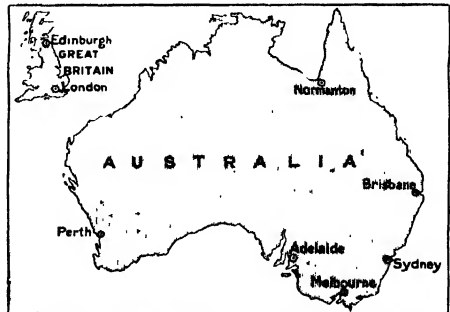 Edinburgh
GREAT
BRITAIN
London
Normanton
AUSTRALIA
Brisbane
Perth
Adelaide
Sydney
Melbourne